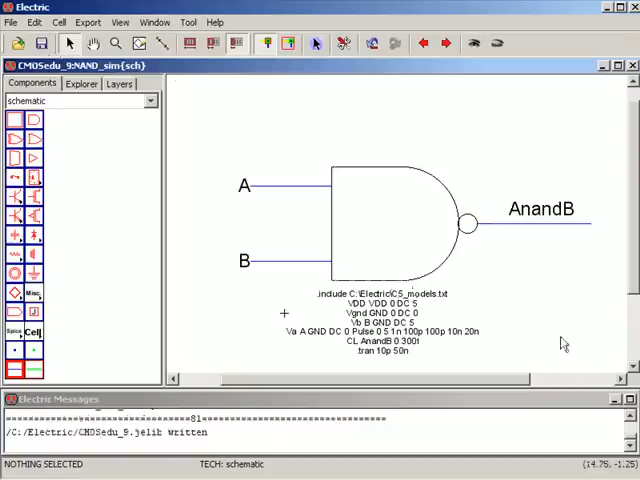 Electric
File Edit Cell Export View Window Tool Help
CMOSedu_9:NAND_sim{sch}
Components Explorer Layers
schematic
Misc.
Spice Cell
A
B
AnandB
.include C:\Electric\C5_models.txt
VDD VDD 0 DC 5
Vgnd GND 0 DC 0
Vb B GND DC 5
Va A GND DC 0 Pulse 0 5 1n 100p 100p 10n 20n
CL AnandB 0 300f
.tran 10p 50n
Electric Messages
================================81================================
/C:/Electric/CMOSedu_9.jelib written
NOTHING SELECTED TECH: schematic (14.75, -1.25)